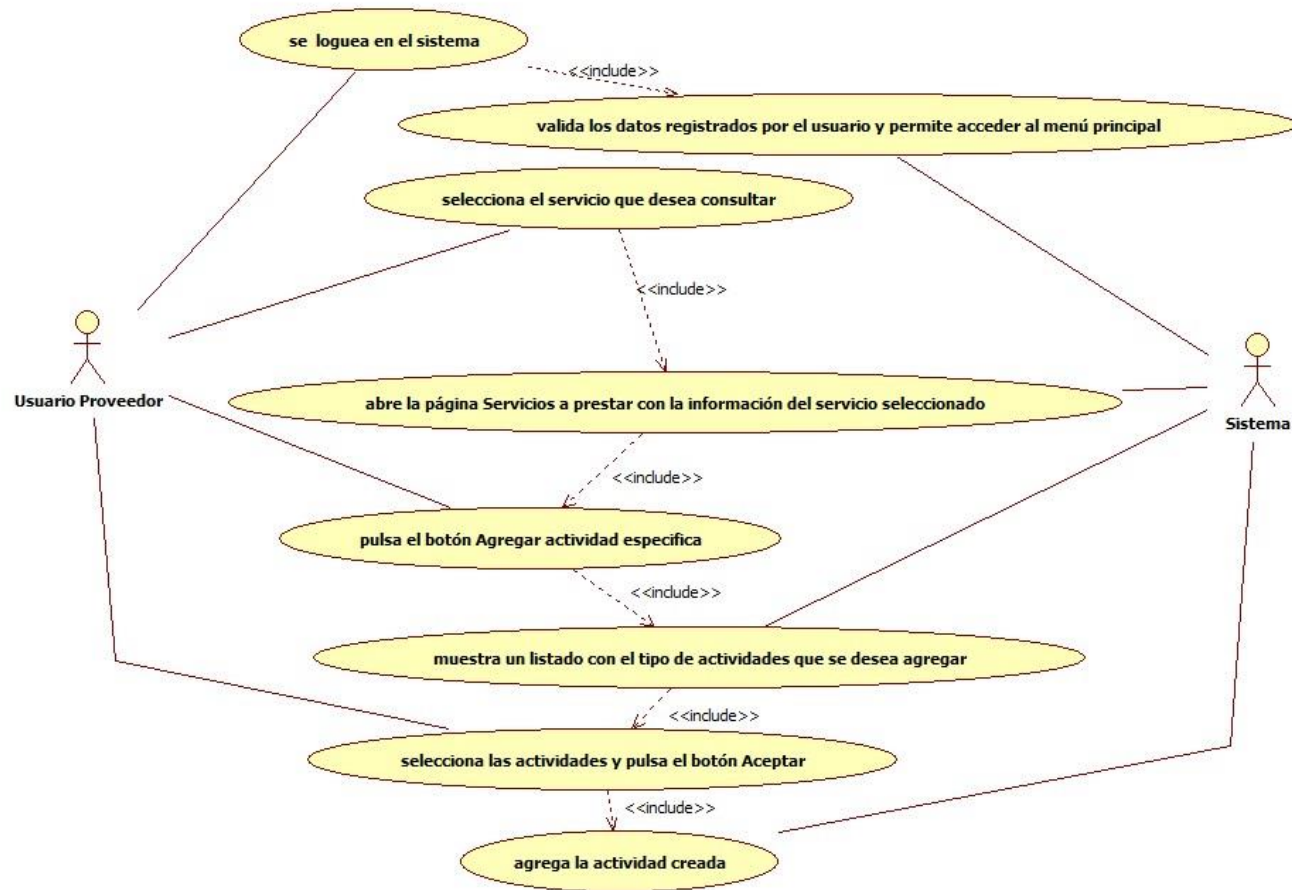 se loguea en el sistema
<<include>>
valida los datos registrados por el usuario y permite acceder al menú principal
selecciona el servicio que desea consultar
<<include>>
Usuario Proveedor
abre la página Servicios a prestar con la información del servicio seleccionado
Sistema
<<include>>
pulsa el botón Agregar actividad especifica
<<include>>
muestra un listado con el tipo de actividades que se desea agregar
<<include>>
selecciona las actividades y pulsa el botón Aceptar
<<include>>
agrega la actividad creada